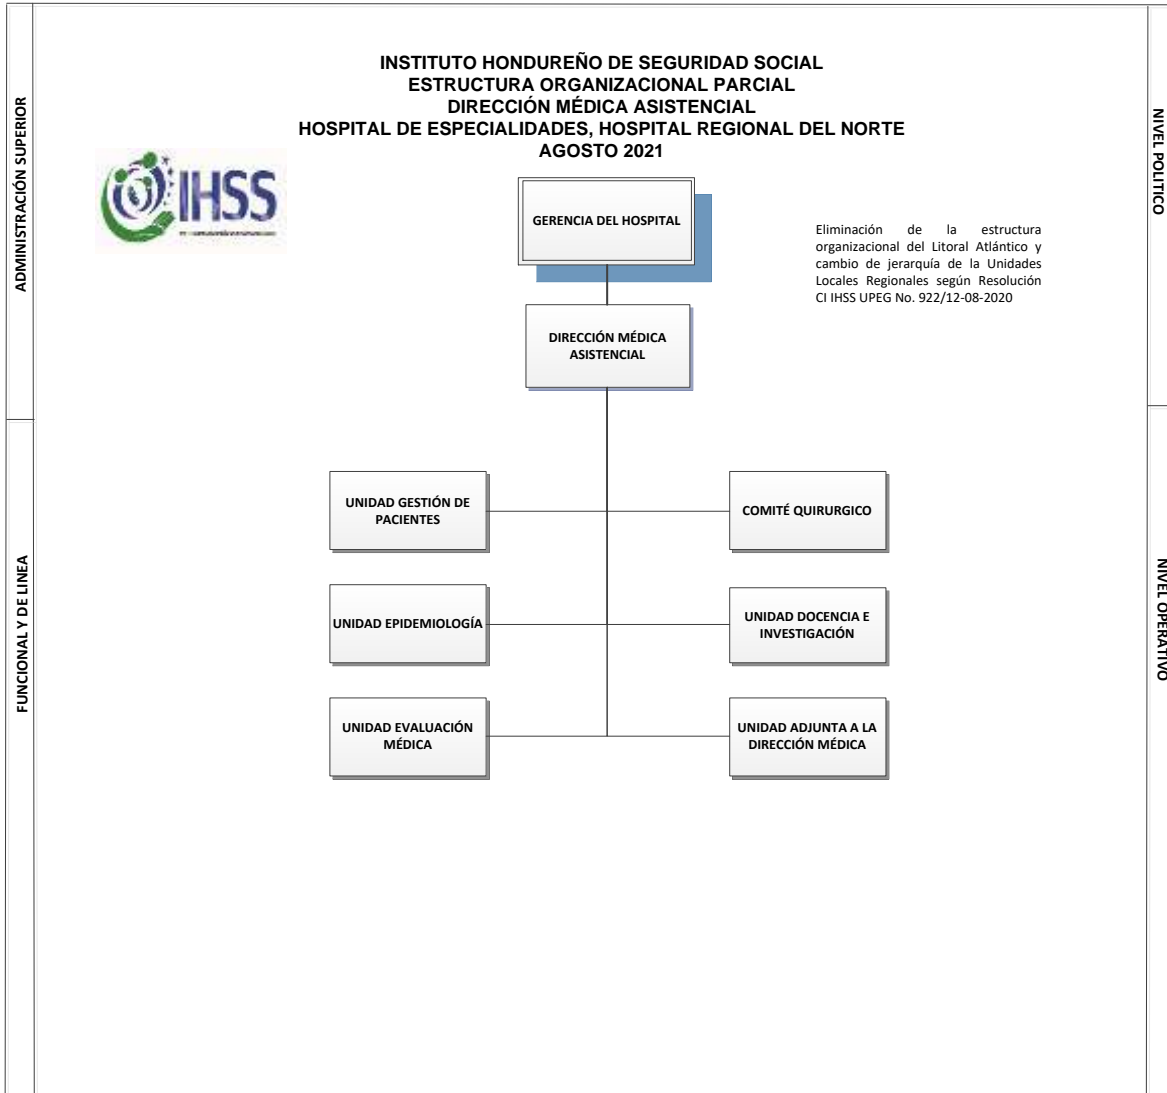 INSTITUTO HONDUREÑO DE SEGURIDAD SOCIAL
ESTRUCTURA ORGANIZACIONAL PARCIAL
DIRECCIÓN MÉDICA ASISTENCIAL
HOSPITAL DE ESPECIALIDADES, HOSPITAL REGIONAL DEL NORTE
AGOSTO 2021
ADMINISTRACIÓN SUPERIOR
NIVEL POLITICO
IHSS
GERENCIA DEL HOSPITAL
Eliminación de la estructura
organizacional del Litoral Atlántico y
cambio de jerarquía de la Unidades
Locales Regionales según Resolución
CI IHSS UPEG No. 922/12-08-2020
DIRECCIÓN MÉDICA
ASISTENCIAL
FUNCIONAL Y DE LINEA
NIVEL OPERATIVO
UNIDAD GESTIÓN DE
PACIENTES
COMITÉ QUIRURGICO
UNIDAD EPIDEMIOLOGÍA
UNIDAD DOCENCIA E
INVESTIGACIÓN
UNIDAD EVALUACIÓN
MÉDICA
UNIDAD ADJUNTA A LA
DIRECCIÓN MÉDICA